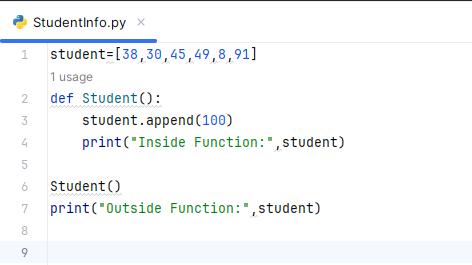 StudentInfo.py ×
1 student=[38,30,45,49,8,91]
1 usage
2 def Student():
3     student.append(100)
4     print("Inside Function:",student)
5
6 Student()
7 print("Outside Function:",student)
8
9